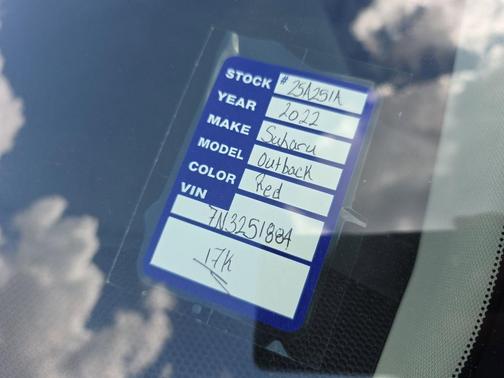 STOCK # 25A251A
YEAR 2022
MAKE Subaru
MODEL Outback
COLOR Red
VIN
7N3251884
17K